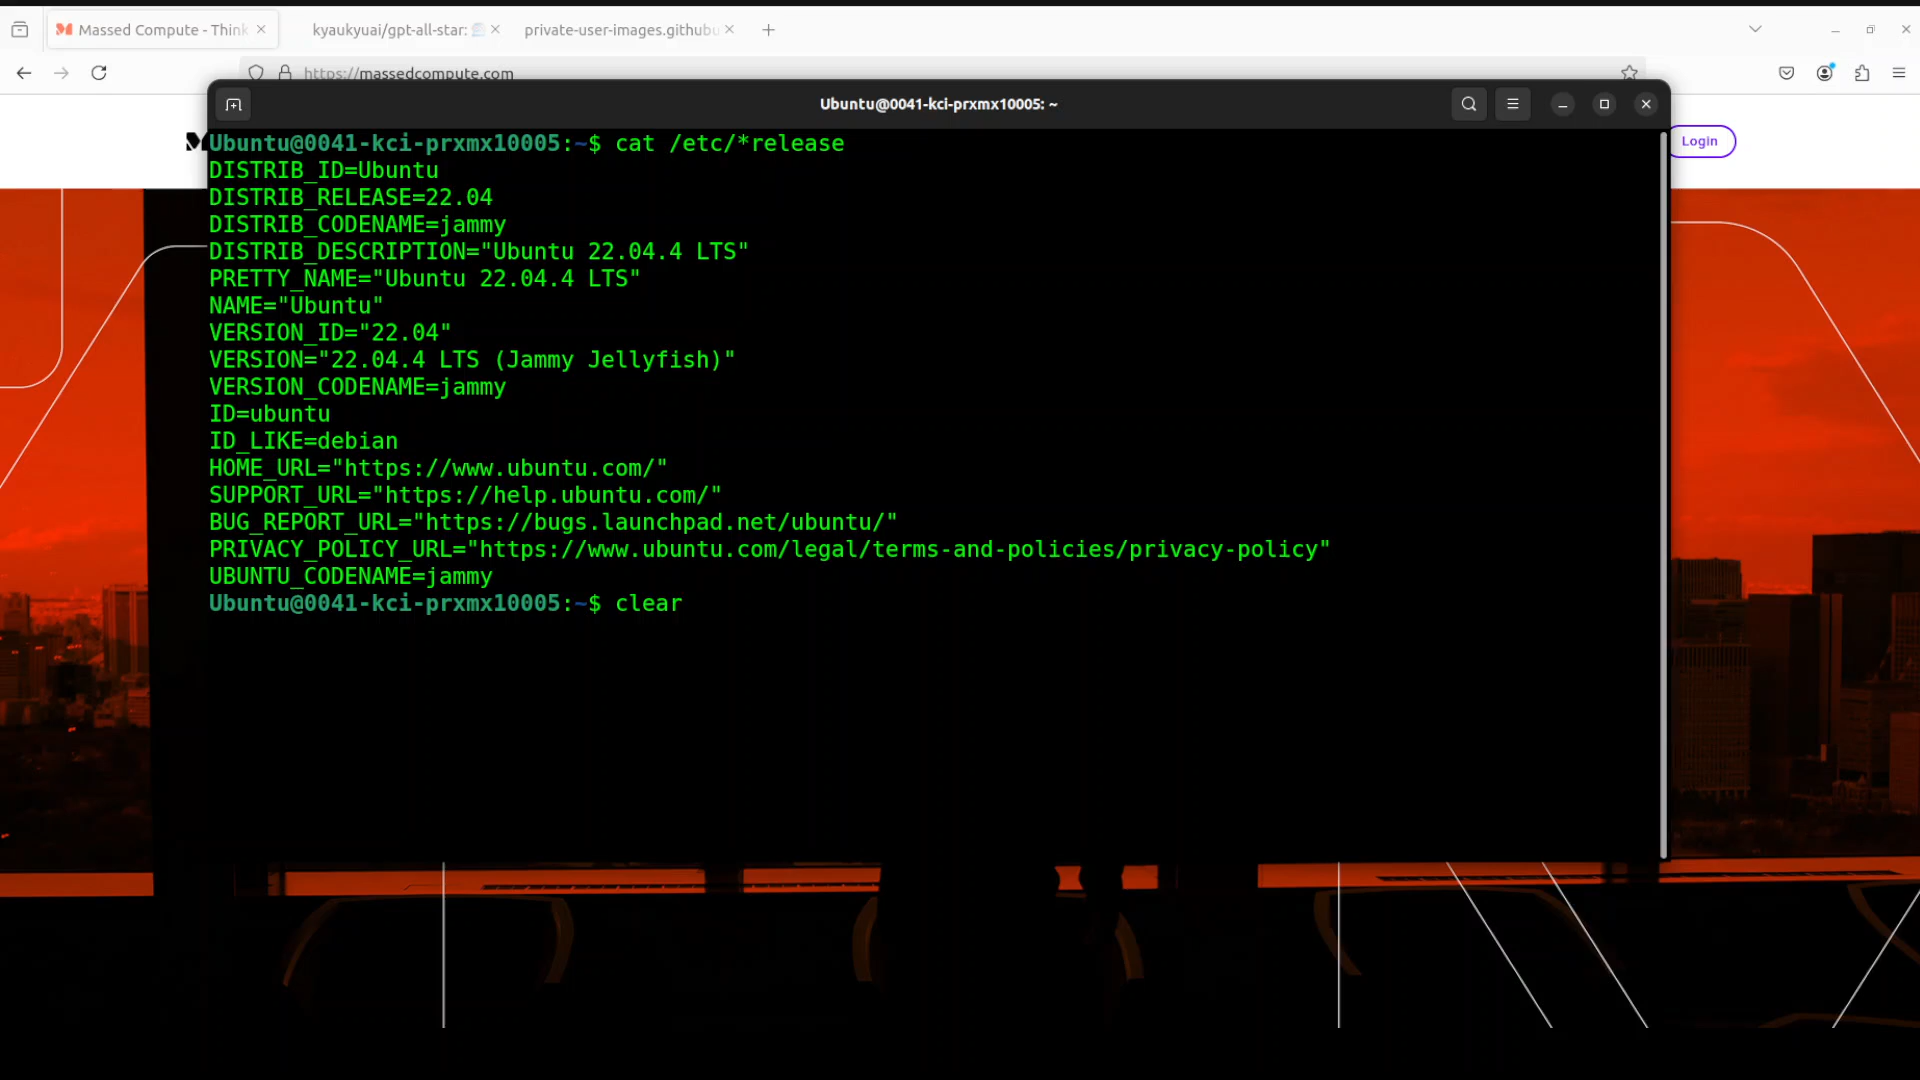 Massed Compute - Think
kyaukyuai/gpt-all-star:
private-user-images.githubu
https://massedcompute.com
Ubuntu@0041-kci-prxmx10005: ~
Login
Ubuntu@0041-kci-prxmx10005:~$ cat /etc/*release
DISTRIB_ID=Ubuntu
DISTRIB_RELEASE=22.04
DISTRIB_CODENAME=jammy
DISTRIB_DESCRIPTION="Ubuntu 22.04.4 LTS"
PRETTY_NAME="Ubuntu 22.04.4 LTS"
NAME="Ubuntu"
VERSION_ID="22.04"
VERSION="22.04.4 LTS (Jammy Jellyfish)"
VERSION_CODENAME=jammy
ID=ubuntu
ID_LIKE=debian
HOME_URL="https://www.ubuntu.com/"
SUPPORT_URL="https://help.ubuntu.com/"
BUG_REPORT_URL="https://bugs.launchpad.net/ubuntu/"
PRIVACY_POLICY_URL="https://www.ubuntu.com/legal/terms-and-policies/privacy-policy"
UBUNTU_CODENAME=jammy
Ubuntu@0041-kci-prxmx10005:~$ clear